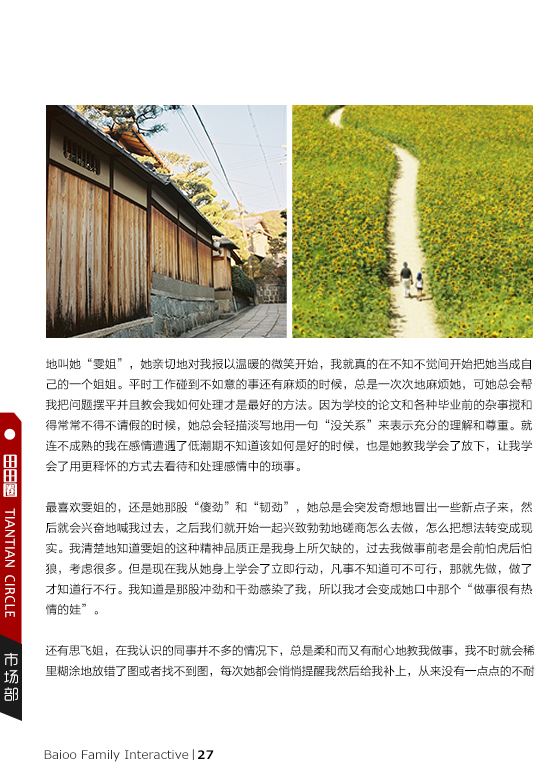 地叫她“雯姐”，她亲切地对我报以温暖的微笑开始，我就真的在不知不觉间开始把她当成自
己的一个姐姐。平时工作碰到不如意的事还有麻烦的时候，总是一次次地麻烦她，可她总会帮
我把问题摆平并且教会我如何处理才是最好的方法。因为学校的论文和各种毕业前的杂事搅和
得常常不得不请假的时候，她总会轻描淡写地用一句“没关系”来表示充分的理解和尊重。就
连不成熟的我在感情遭遇了低潮期不知道该如何是好的时候，也是她教我学会了放下，让我学
会了用更释怀的方式去看待和处理感情中的琐事。
最喜欢雯姐的，还是她那股“傻劲”和“韧劲”，她总是会突发奇想地冒出一些新点子来，然
后就会兴奋地喊我过去，之后我们就开始一起兴致勃勃地磋商怎么去做，怎么把想法转变成现
实。我清楚地知道雯姐的这种精神品质正是我身上所欠缺的，过去我做事前老是会前怕虎后怕
狼，考虑很多。但是现在我从她身上学会了立即行动，凡事不知道可不可行，那就先做，做了
才知道行不行。我知道是那股冲劲和干劲感染了我，所以我才会变成她口中那个“做事很有热
情的娃”。
还有思飞姐，在我认识的同事并不多的情况下，总是柔和而又有耐心地教我做事，我不时就会稀
里糊涂地放错了图或者找不到图，每次她都会悄悄提醒我然后给我补上，从来没有一点点的不耐
田田圈 TIANTIAN CIRCLE
市场部
Baioo Family Interactive | 27